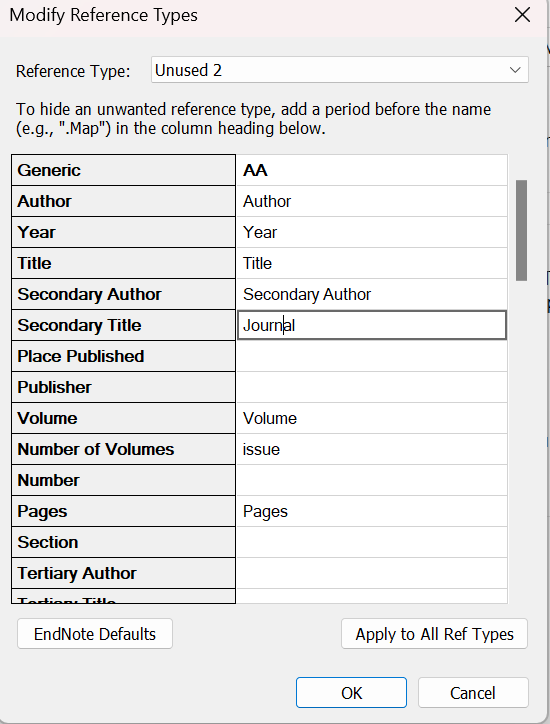 Modify Reference Types
Reference Type: Unused 2
To hide an unwanted reference type, add a period before the name
(e.g., ".Map") in the column heading below.
Generic AA
Author Author
Year Year
Title Title
Secondary Author Secondary Author
Secondary Title Journal
Place Published
Publisher
Volume Volume
Number of Volumes issue
Number
Pages Pages
Section
Tertiary Author
Tertiary Title
EndNote Defaults Apply to All Ref Types
OK Cancel